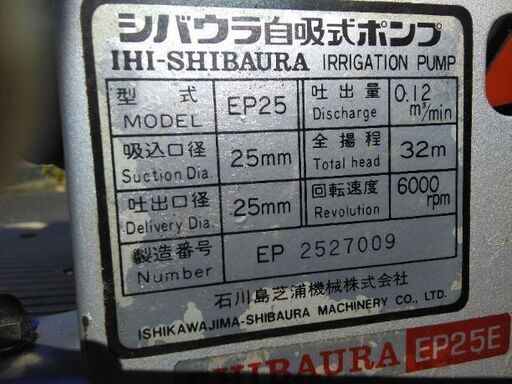 シバウラ自吸式ポンプ
IHI-SHIBAURA IRRIGATION PUMP
型式 EP25 吐出量 0.12
MODEL Discharge m³/min
吸込口径 25mm 全揚程 32m
Suction Dia. Total head
吐出口径 25mm 回転速度 6000
Delivery Dia. Revolution rpm
製造番号 EP 2527009
Number
石川島芝浦機械株式会社
ISHIKAWAJIMA-SHIBAURA MACHINERY CO., LTD.
SHIBAURA EP25E